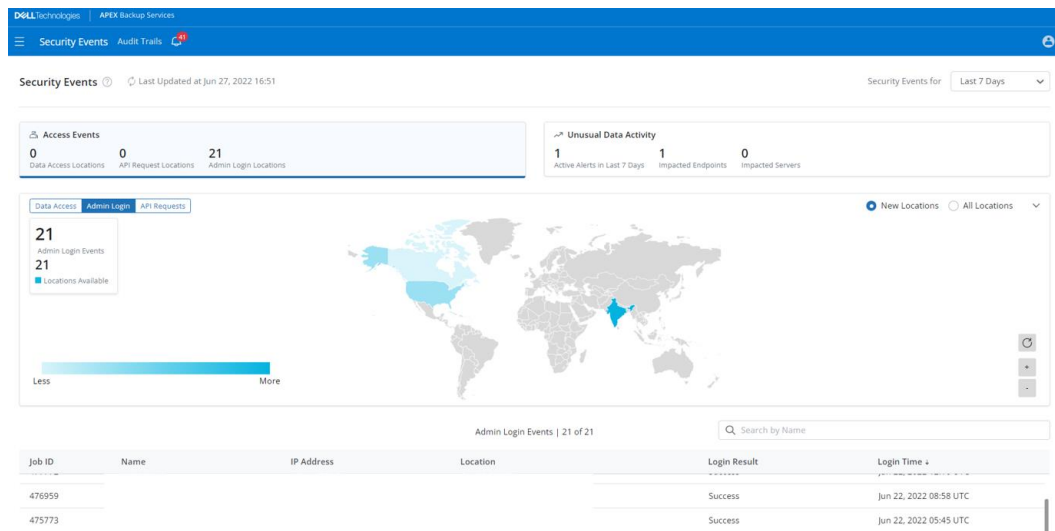 DELLTechnologies APEX Backup Services
Security Events Audit Trails 41
Security Events Last Updated at Jun 27, 2022 16:51 Security Events for Last 7 Days
Access Events
0 0 21
Data Access Locations API Request Locations Admin Login Locations
Unusual Data Activity
1 1 0
Active Alerts in Last 7 Days Impacted Endpoints Impacted Servers
Data Access Admin Login API Requests New Locations All Locations
21
Admin Login Events
21
Locations Available
Less More
+
-
Admin Login Events | 21 of 21 Search by Name
Job ID Name IP Address Location Login Result Login Time ↓
476959 Success Jun 22, 2022 08:58 UTC
475773 Success Jun 22, 2022 05:45 UTC